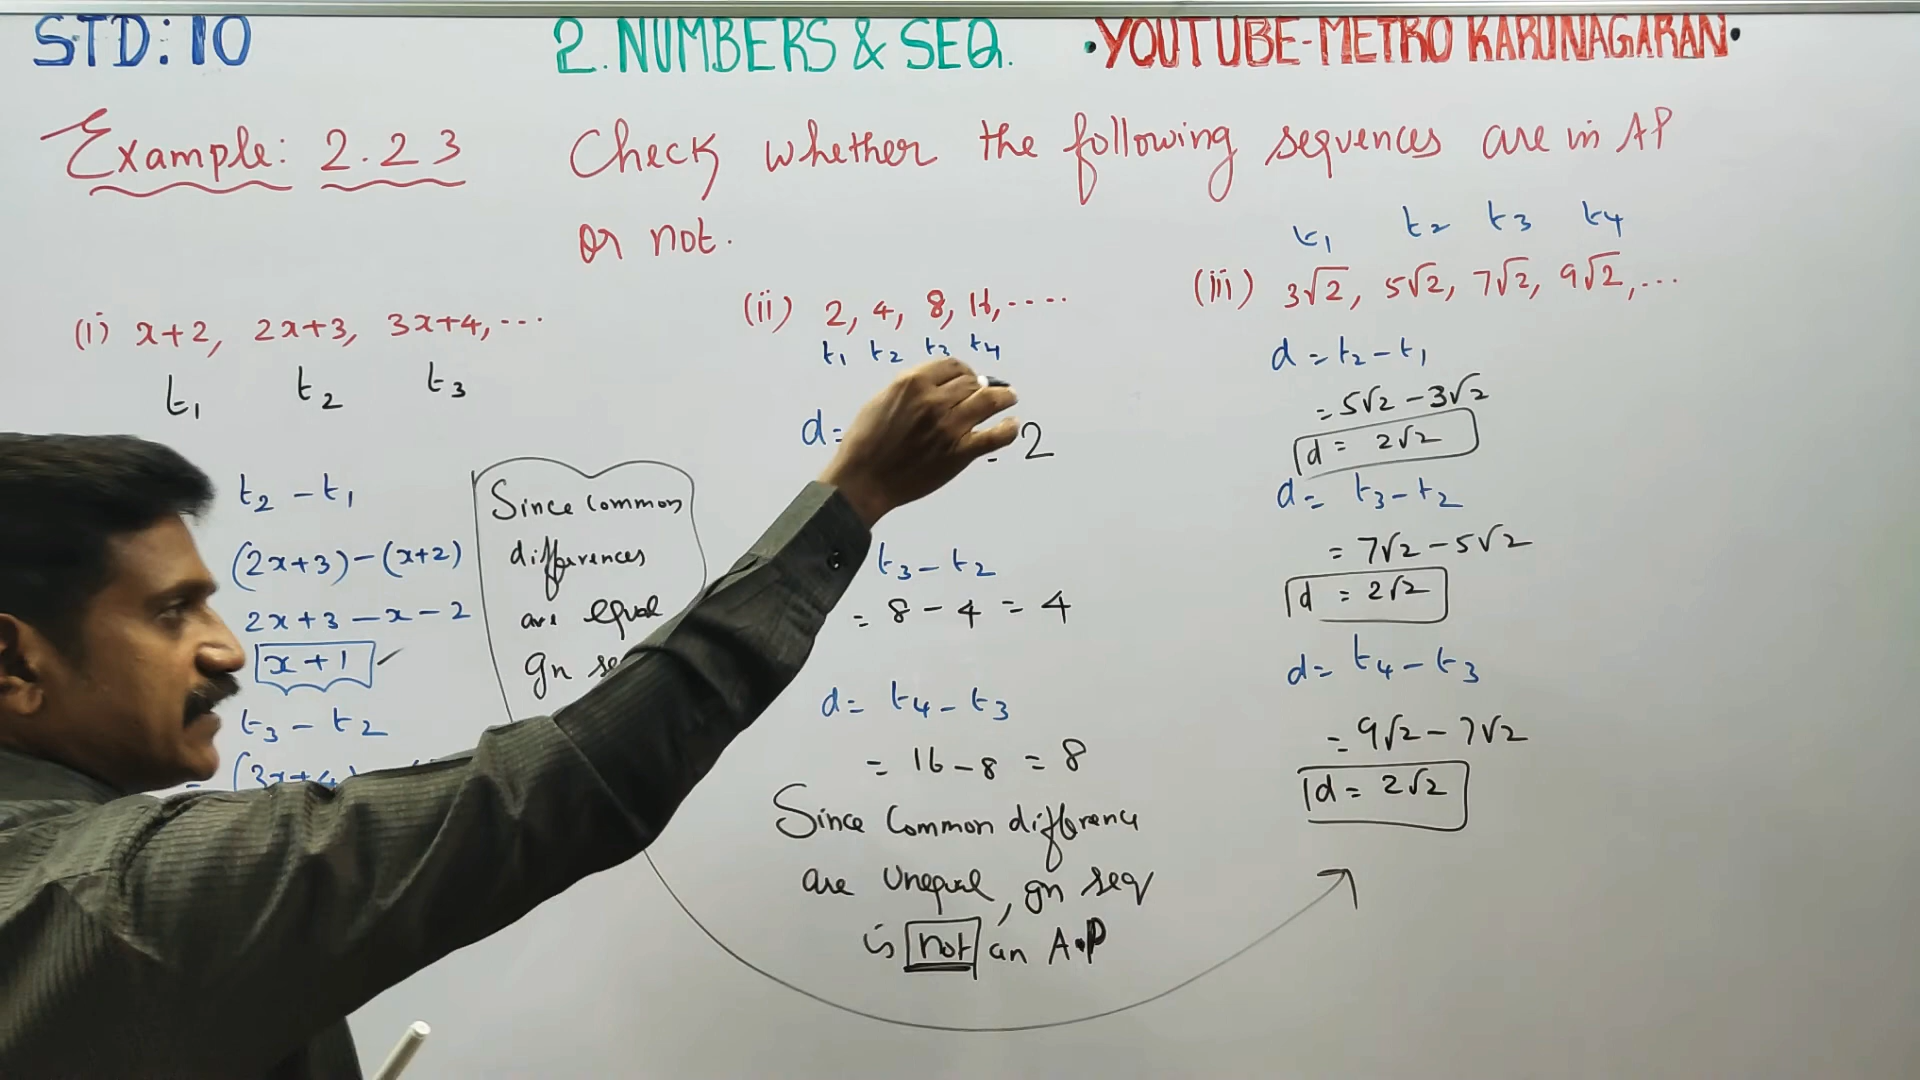 STD: 10 2. NUMBERS & SEQ. •YOUTUBE-METRO KARUNAGARAN•
Example: 2.23 Check whether the following sequences are in AP
or not.
(i) x+2, 2x+3, 3x+4, ...
t1 t2 t3
t2 - t1
(2x+3)-(x+2)
2x+3-x-2
x+1 ✓
t3 - t2
Since Common
differences
are equal
gn
(ii) 2, 4, 8, 16, ....
t1 t2 t3 t4
d=
= 2
t3 - t2
= 8 - 4 = 4
d= t4 - t3
= 16 - 8 = 8
Since Common difference
are Unequal, gn seq
is not an A.P
t1 t2 t3 t4
(iii) 3√2, 5√2, 7√2, 9√2, ...
d = t2 - t1
= 5√2 - 3√2
d = 2√2
d = t3 - t2
= 7√2 - 5√2
d = 2√2
d = t4 - t3
= 9√2 - 7√2
d = 2√2